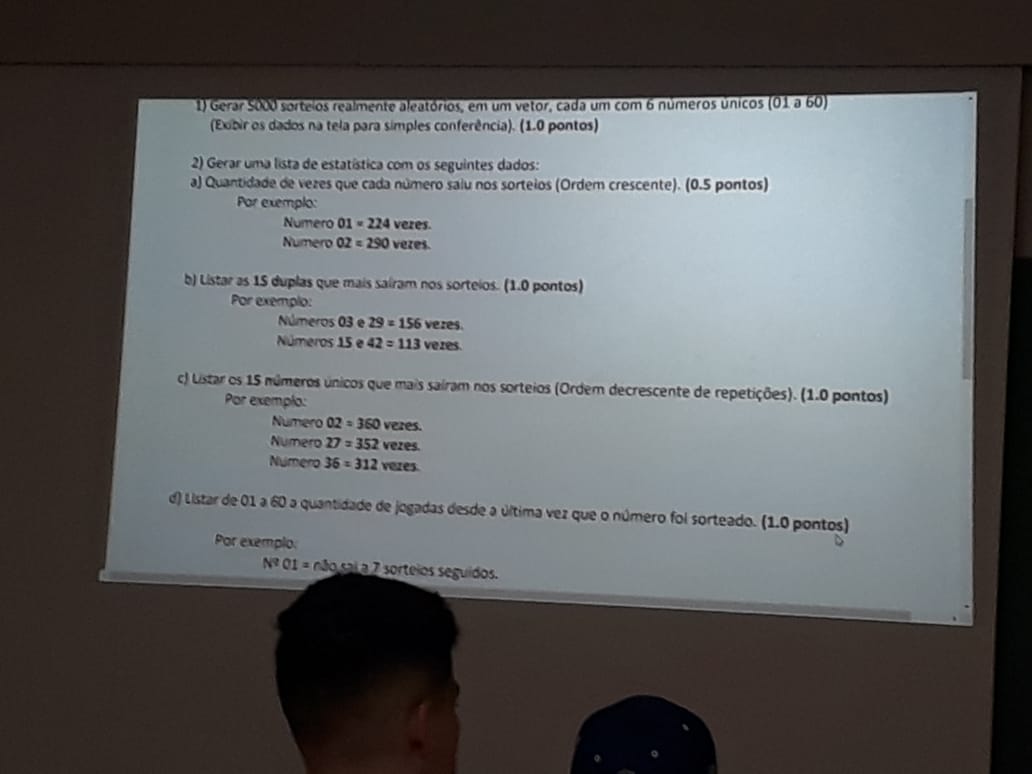 1) Gerar 5000 sorteios realmente aleatórios, em um vetor, cada um com 6 números únicos (01 a 60)
(Exibir os dados na tela para simples conferência). (1.0 pontos)
2) Gerar uma lista de estatística com os seguintes dados:
a) Quantidade de vezes que cada número saiu nos sorteios (Ordem crescente). (0.5 pontos)
Por exemplo:
Numero 01 = 224 vezes.
Numero 02 = 290 vezes.
b) Listar as 15 duplas que mais saíram nos sorteios. (1.0 pontos)
Por exemplo:
Números 03 e 29 = 156 vezes.
Números 15 e 42 = 113 vezes.
c) Listar os 15 números únicos que mais saíram nos sorteios (Ordem decrescente de repetições). (1.0 pontos)
Por exemplo:
Numero 02 = 360 vezes.
Numero 27 = 352 vezes.
Numero 36 = 312 vezes.
d) Listar de 01 a 60 a quantidade de jogadas desde a última vez que o número foi sorteado. (1.0 pontos)
Por exemplo:
Nº 01 = não sai a 7 sorteios seguidos.